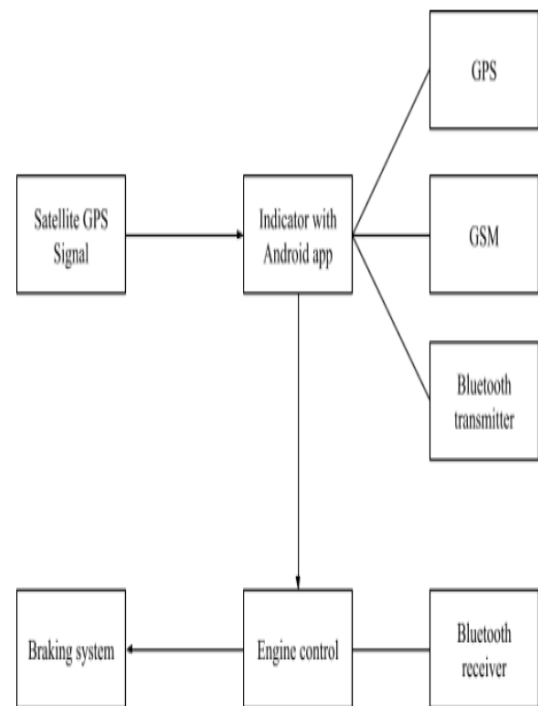 GPS
Satellite GPS
Signal
Indicator with
Android app
GSM
Bluetooth
transmitter
Braking system
Engine control
Bluetooth
receiver